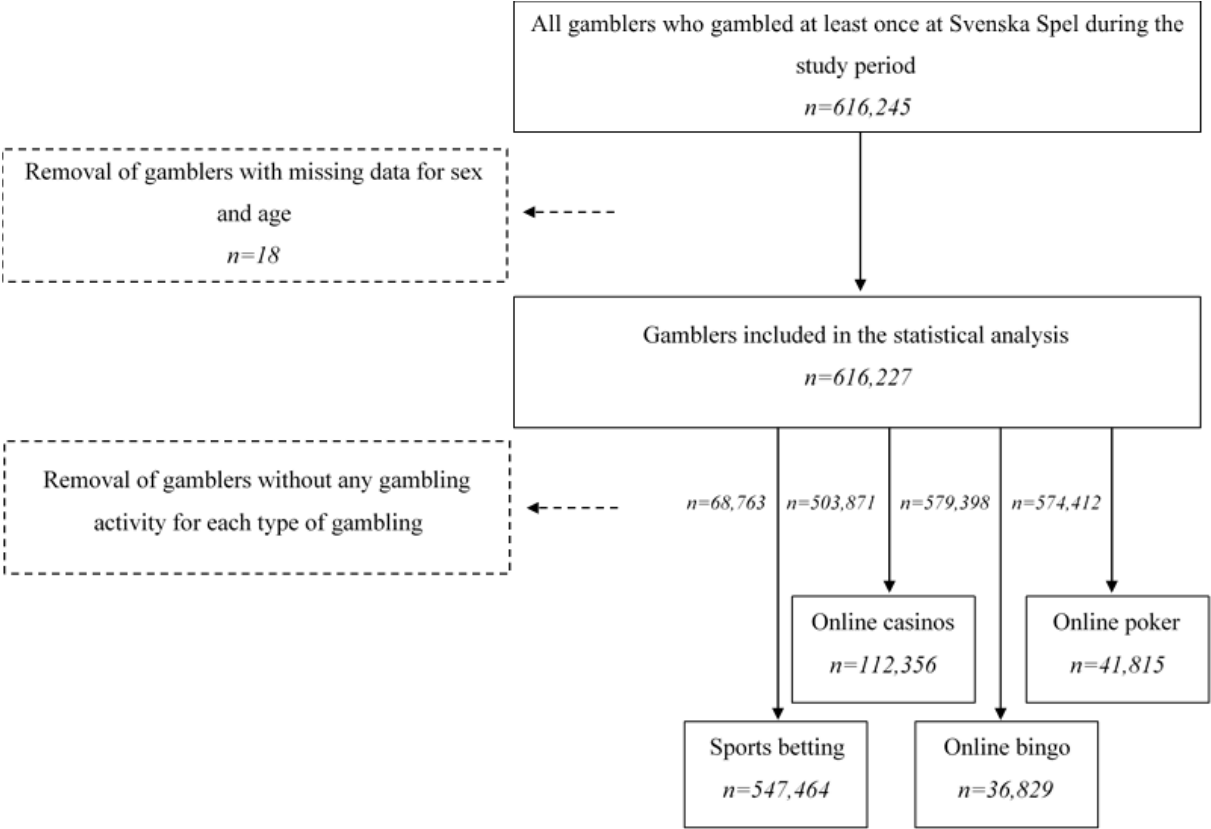 All gamblers who gambled at least once at Svenska Spel during the
study period
n=616,245
Removal of gamblers with missing data for sex
and age
n=18
Gamblers included in the statistical analysis
n=616,227
Removal of gamblers without any gambling
activity for each type of gambling
n=68,763 n=503,871 n=579,398 n=574,412
Online casinos
n=112,356
Online poker
n=41,815
Sports betting
n=547,464
Online bingo
n=36,829